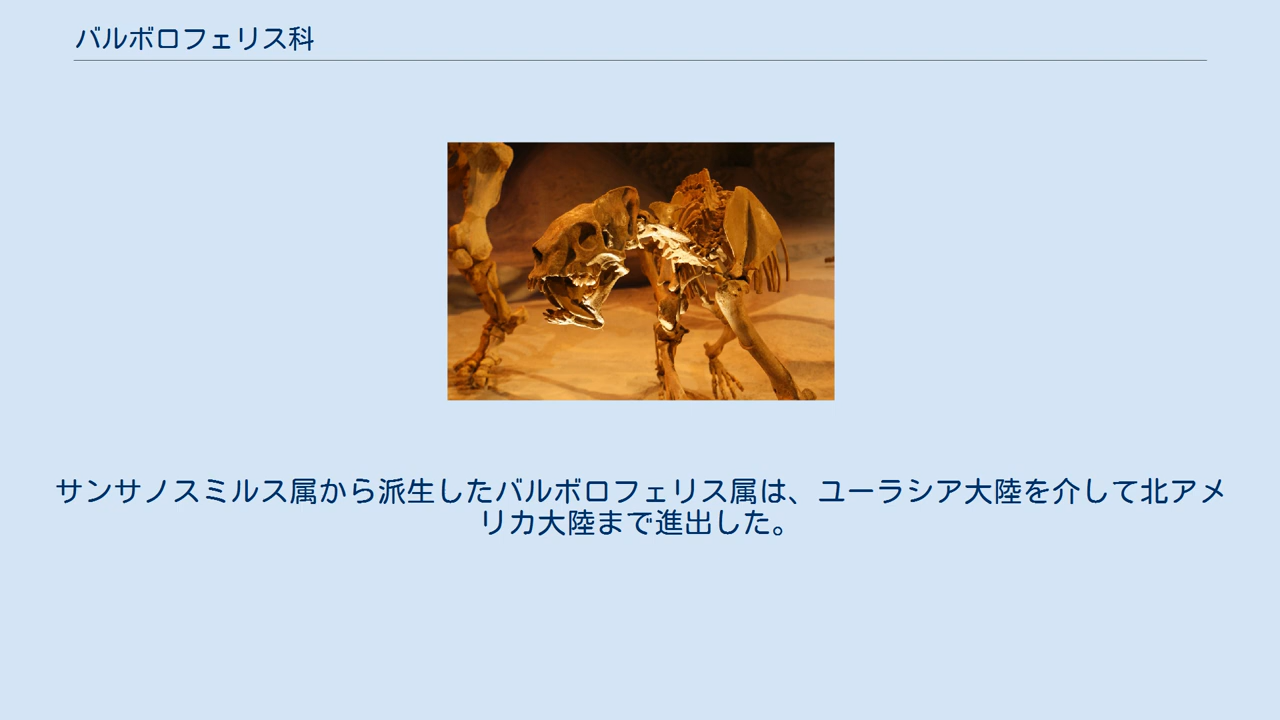 バルボロフェリス科
サンサノスミルス属から派生したバルボロフェリス属は、ユーラシア大陸を介して北アメ
リカ大陸まで進出した。